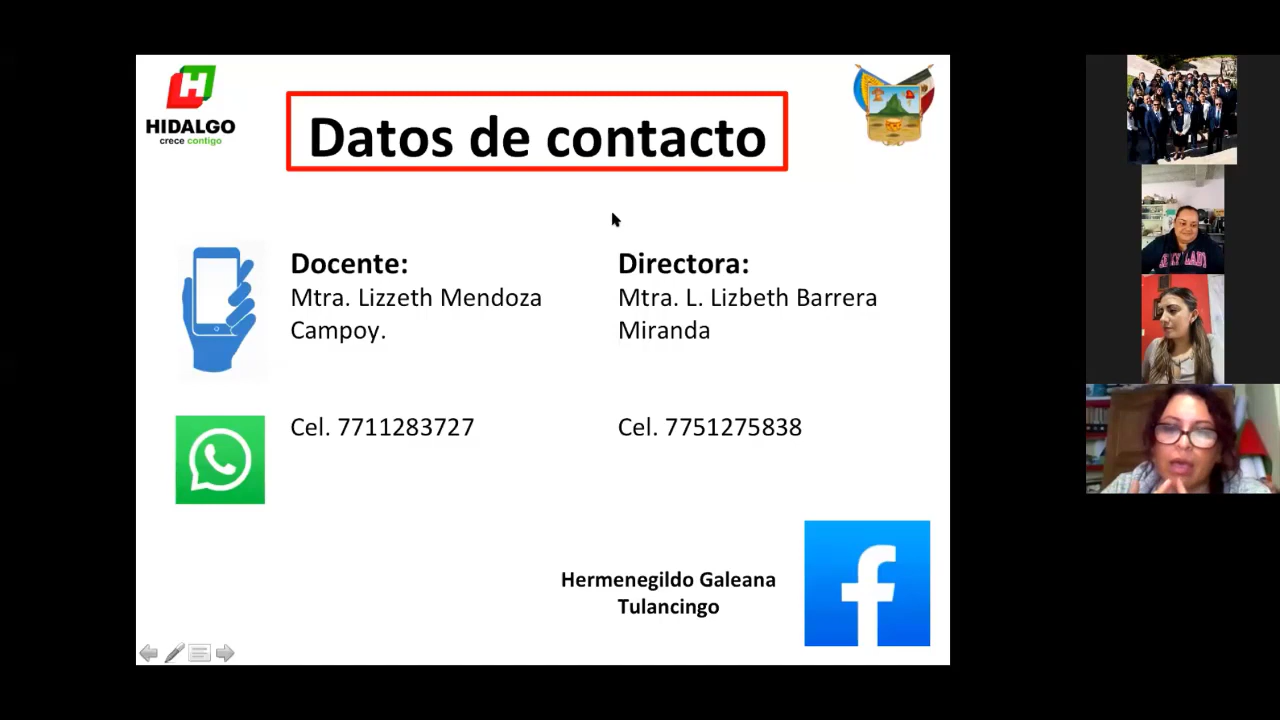 HIDALGO
crece contigo
Datos de contacto
Docente:
Mtra. Lizzeth Mendoza
Campoy.
Cel. 7711283727
Directora:
Mtra. L. Lizbeth Barrera
Miranda
Cel. 7751275838
Hermenegildo Galeana
Tulancingo